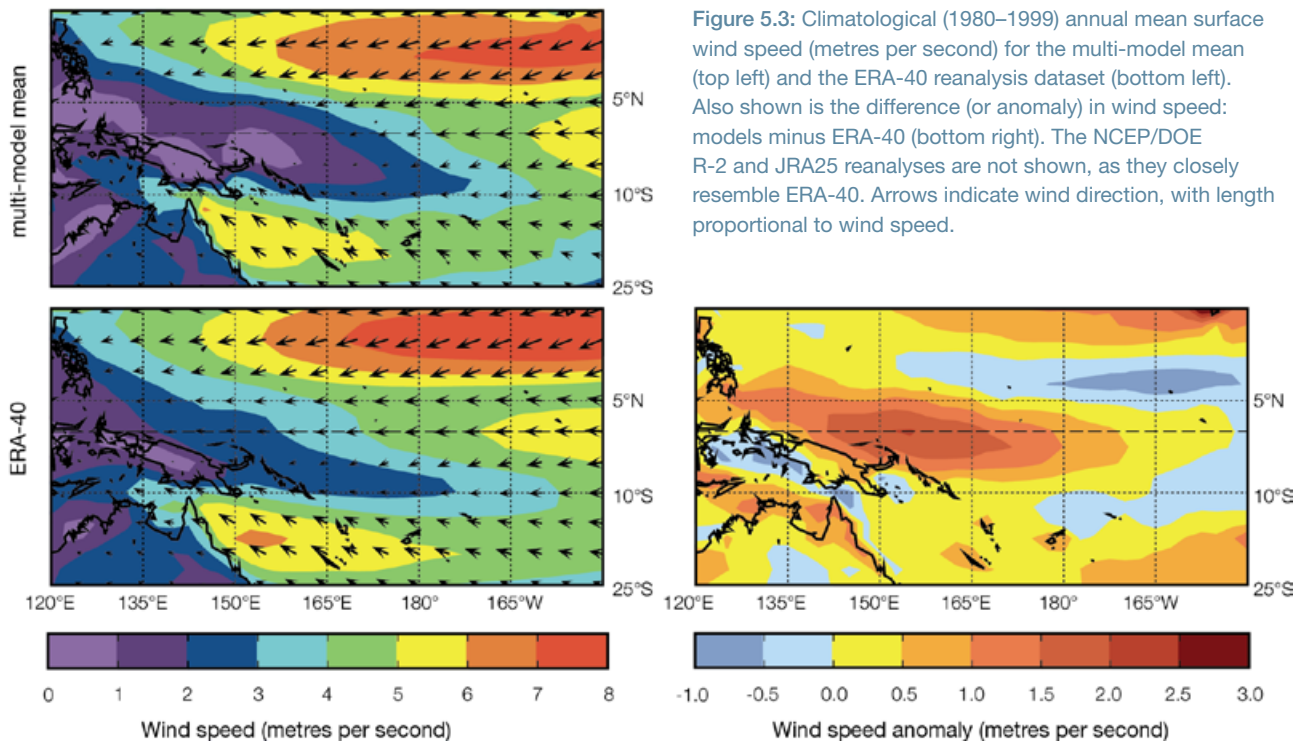 Figure 5.3: Climatological (1980–1999) annual mean surface
wind speed (metres per second) for the multi-model mean
(top left) and the ERA-40 reanalysis dataset (bottom left).
Also shown is the difference (or anomaly) in wind speed:
models minus ERA-40 (bottom right). The NCEP/DOE
R-2 and JRA25 reanalyses are not shown, as they closely
resemble ERA-40. Arrows indicate wind direction, with length
proportional to wind speed.
multi-model mean
5°N
10°S
25°S
ERA-40
5°N
10°S
25°S
120°E 135°E 150°E 165°E 180° 165°W
0 1 2 3 4 5 6 7 8
Wind speed (metres per second)
5°N
10°S
25°S
120°E 135°E 150°E 165°E 180° 165°W
-1.0 -0.5 0.0 0.5 1.0 1.5 2.0 2.5 3.0
Wind speed anomaly (metres per second)